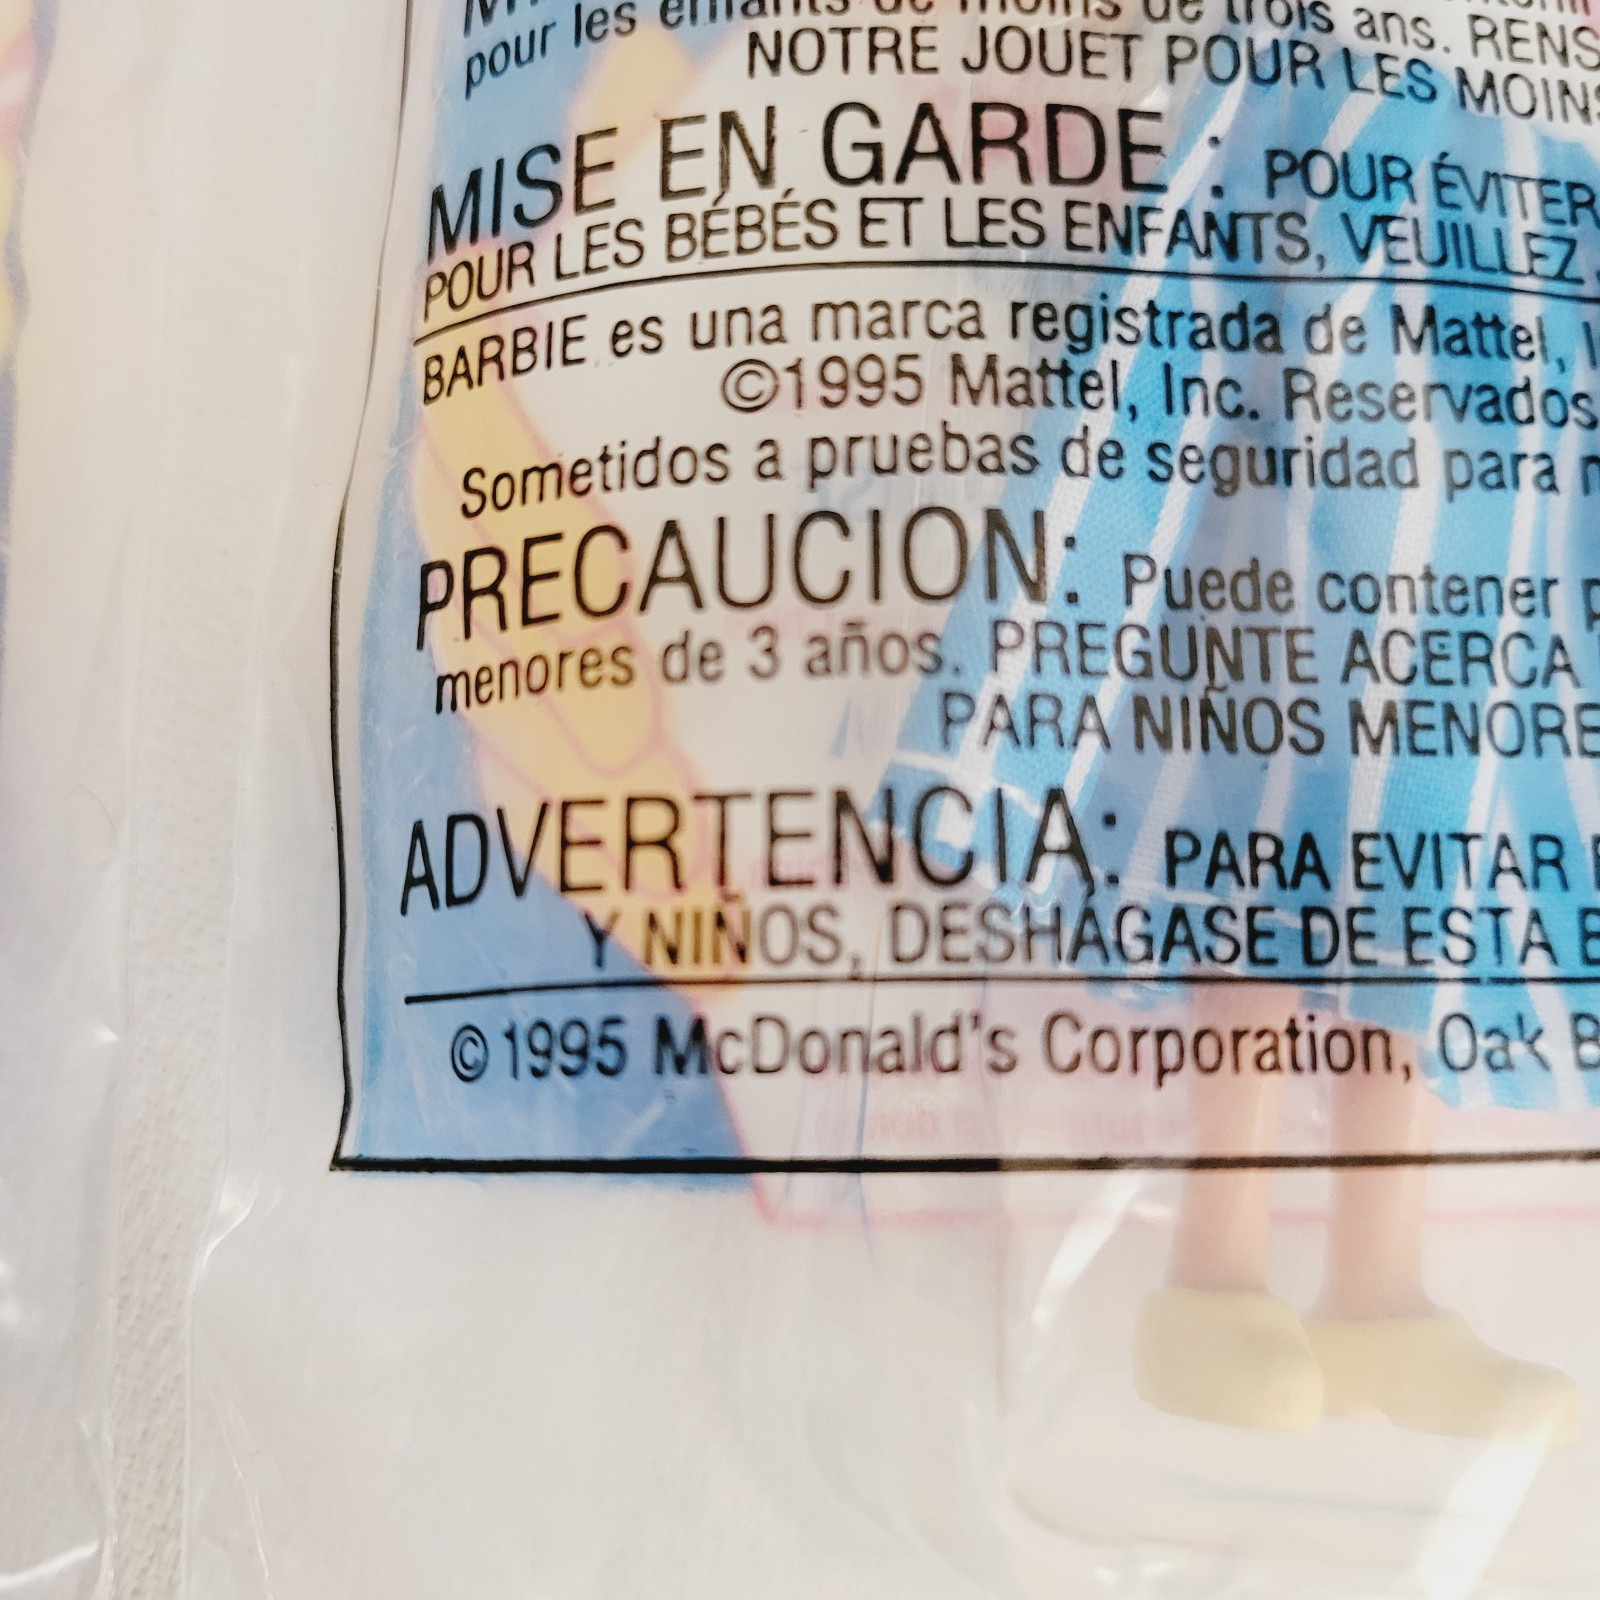 pour les enfants de moins de trois ans. RENS
NOTRE JOUET POUR LES MOINS
MISE EN GARDE : POUR ÉVITER
POUR LES BÉBÉS ET LES ENFANTS, VEUILLEZ
BARBIE es una marca registrada de Mattel, I
©1995 Mattel, Inc. Reservados
Sometidos a pruebas de seguridad para
PRECAUCION: Puede contener
menores de 3 años. PREGUNTE ACERCA
PARA NIÑOS MENORE
ADVERTENCIA: PARA EVITAR
Y NIÑOS, DESHÁGASE DE ESTA
©1995 McDonald's Corporation, Oak B